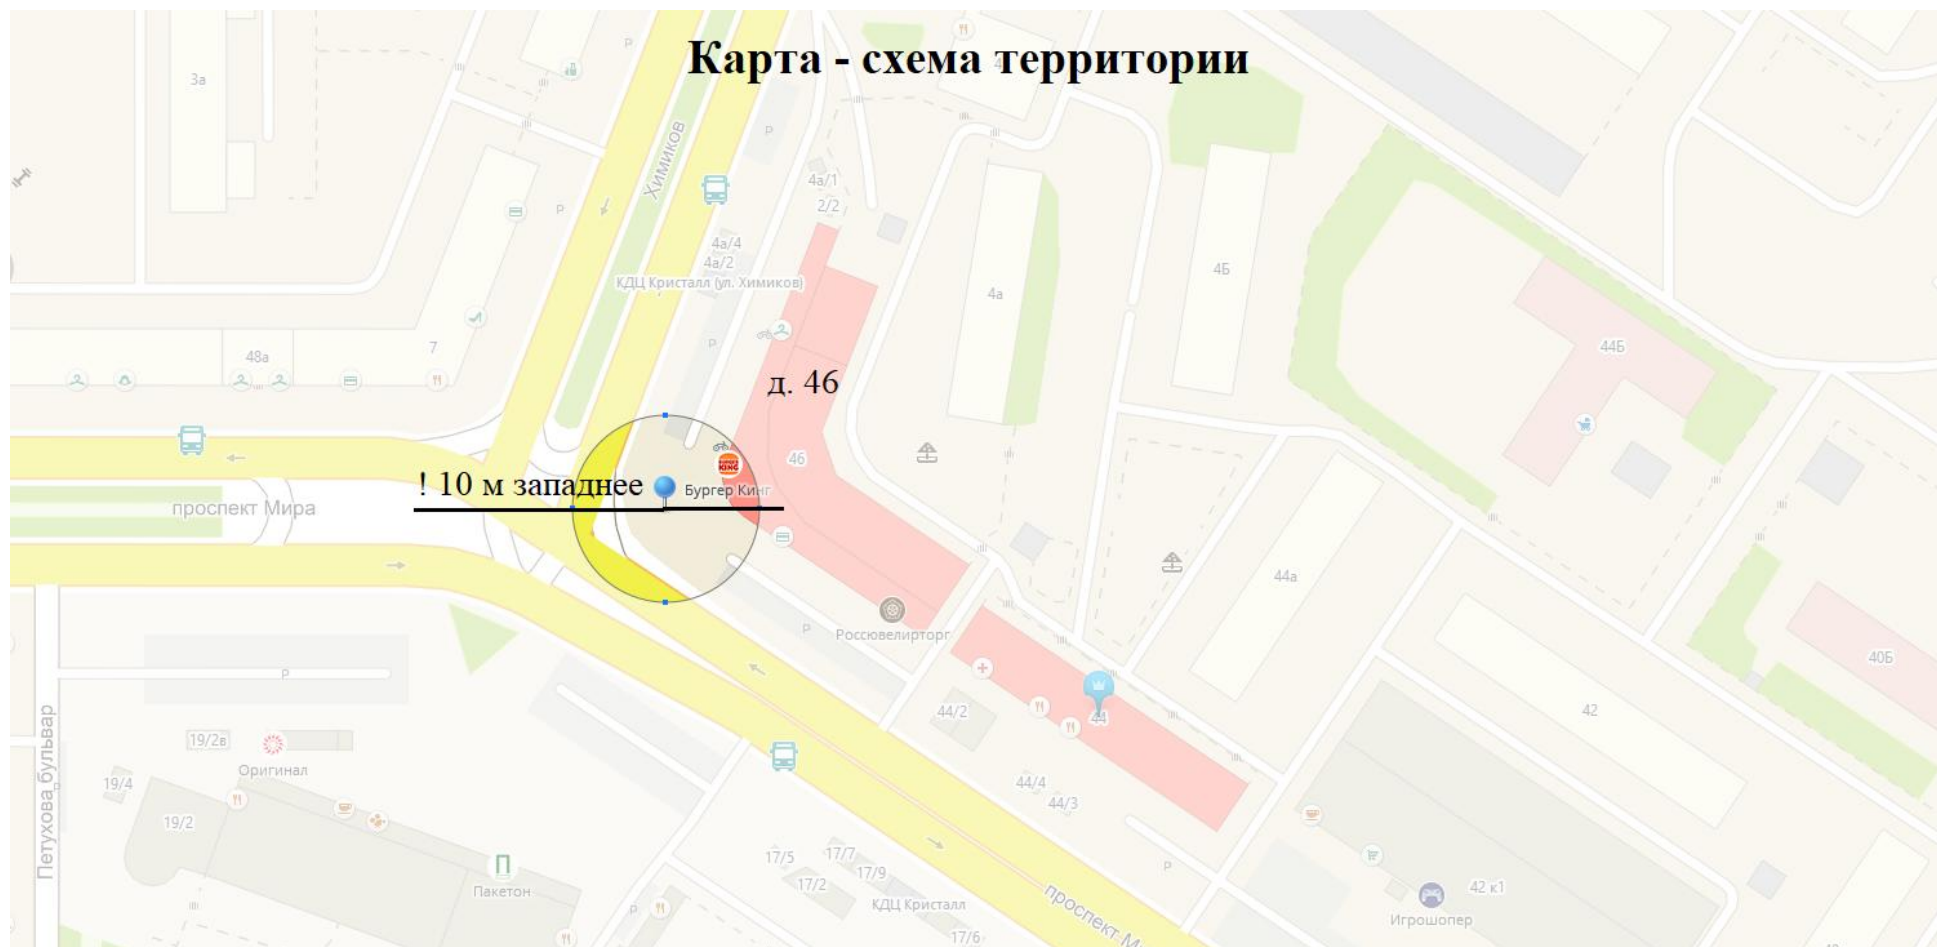 Карта - схема территории
3а
P
4
Химиков
P
4а/1
2/2
P
4а/4
4а/2
КДЦ Кристалл (ул. Химиков)
4а
4Б
P
7
48а
44Б
д. 46
46
BURGER KING
! 10 м западнее
Бургер Кинг
проспект Мира
44а
P
Россювелирторг
40Б
P
44/2
44
42
Петухова бульвар
19/2в
Оригинал
19/4
P
44/4
44/3
19/2
17/5
17/7
17/9
17/2
P
Пакетон
КДЦ Кристалл
42 к1
P
Игрошопер
проспект М
17/6